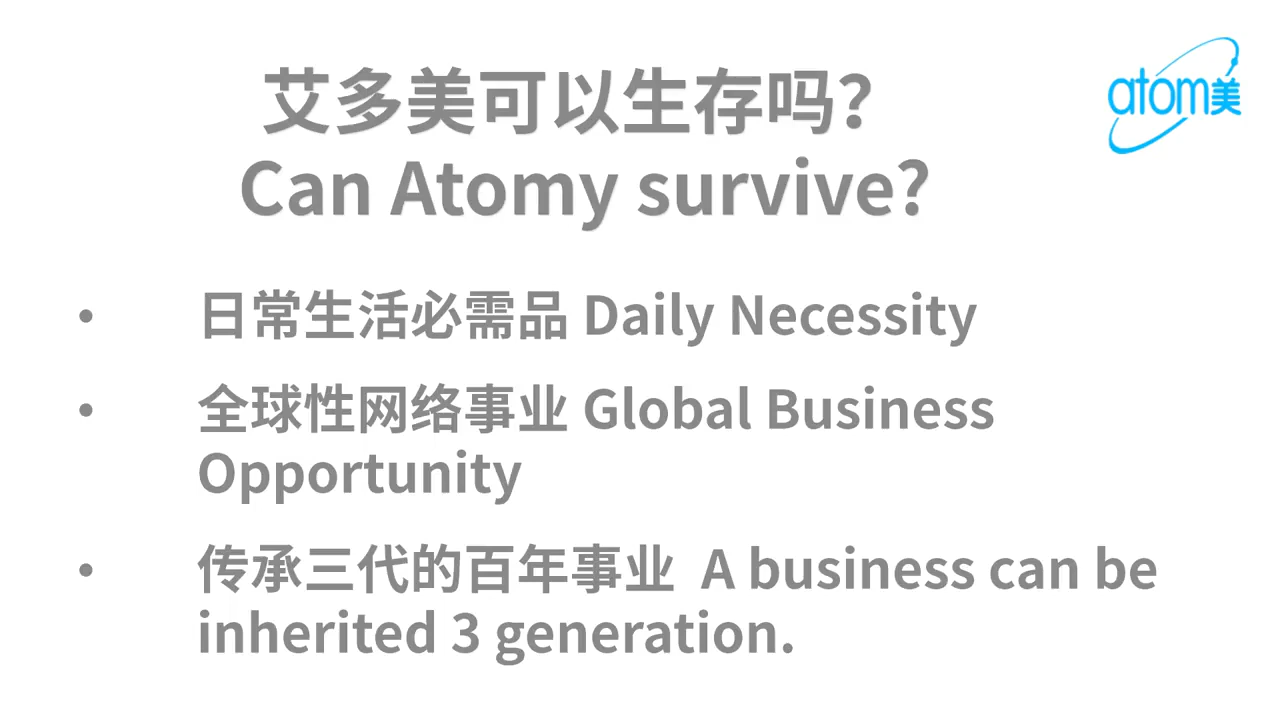 艾多美可以生存吗?
Can Atomy survive?
atom美
• 日常生活必需品 Daily Necessity
• 全球性网络事业 Global Business
Opportunity
• 传承三代的百年事业 A business can be
inherited 3 generation.